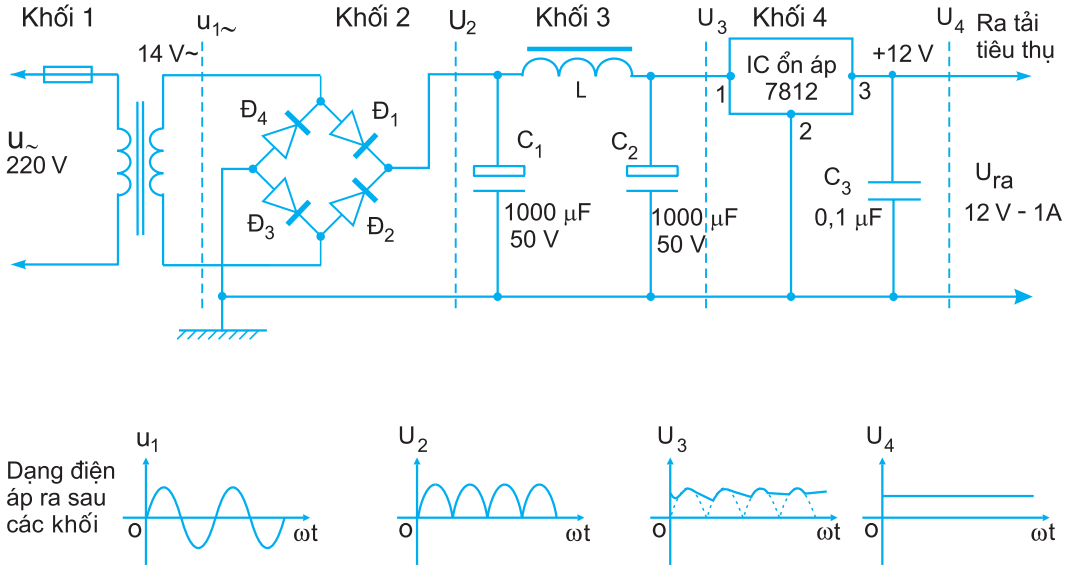 Khối 1
u₁~
Khối 2
U₂
Khối 3
U₃
Khối 4
U₄
Ra tải
tiêu thụ
14 V~
+12 V
IC ổn áp
7812
1
3
2
L
Đ₄
Đ₁
Đ₃
Đ₂
u~
220 V
C₁
1000 μF
50 V
C₂
1000 μF
50 V
C₃
0,1 μF
Uᵣₐ
12 V - 1A
Dạng điện
áp ra sau
các khối
u₁
O
ωt
U₂
O
ωt
U₃
O
ωt
U₄
O
ωt